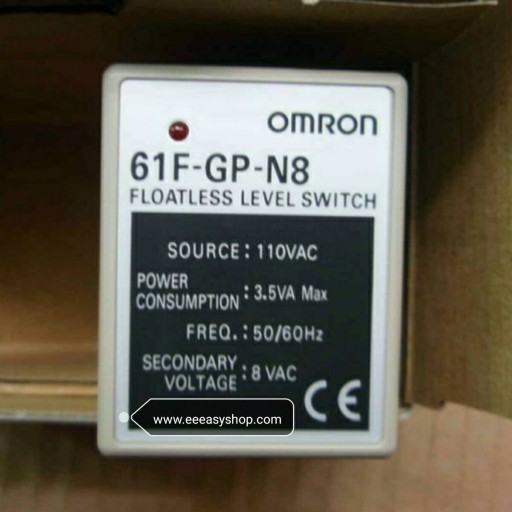 OMRON
61F-GP-N8
FLOATLESS LEVEL SWITCH
SOURCE : 110VAC
POWER CONSUMPTION : 3.5VA Max
FREQ. : 50/60Hz
SECONDARY VOLTAGE : 8 VAC
CE
www.eeeasyshop.com